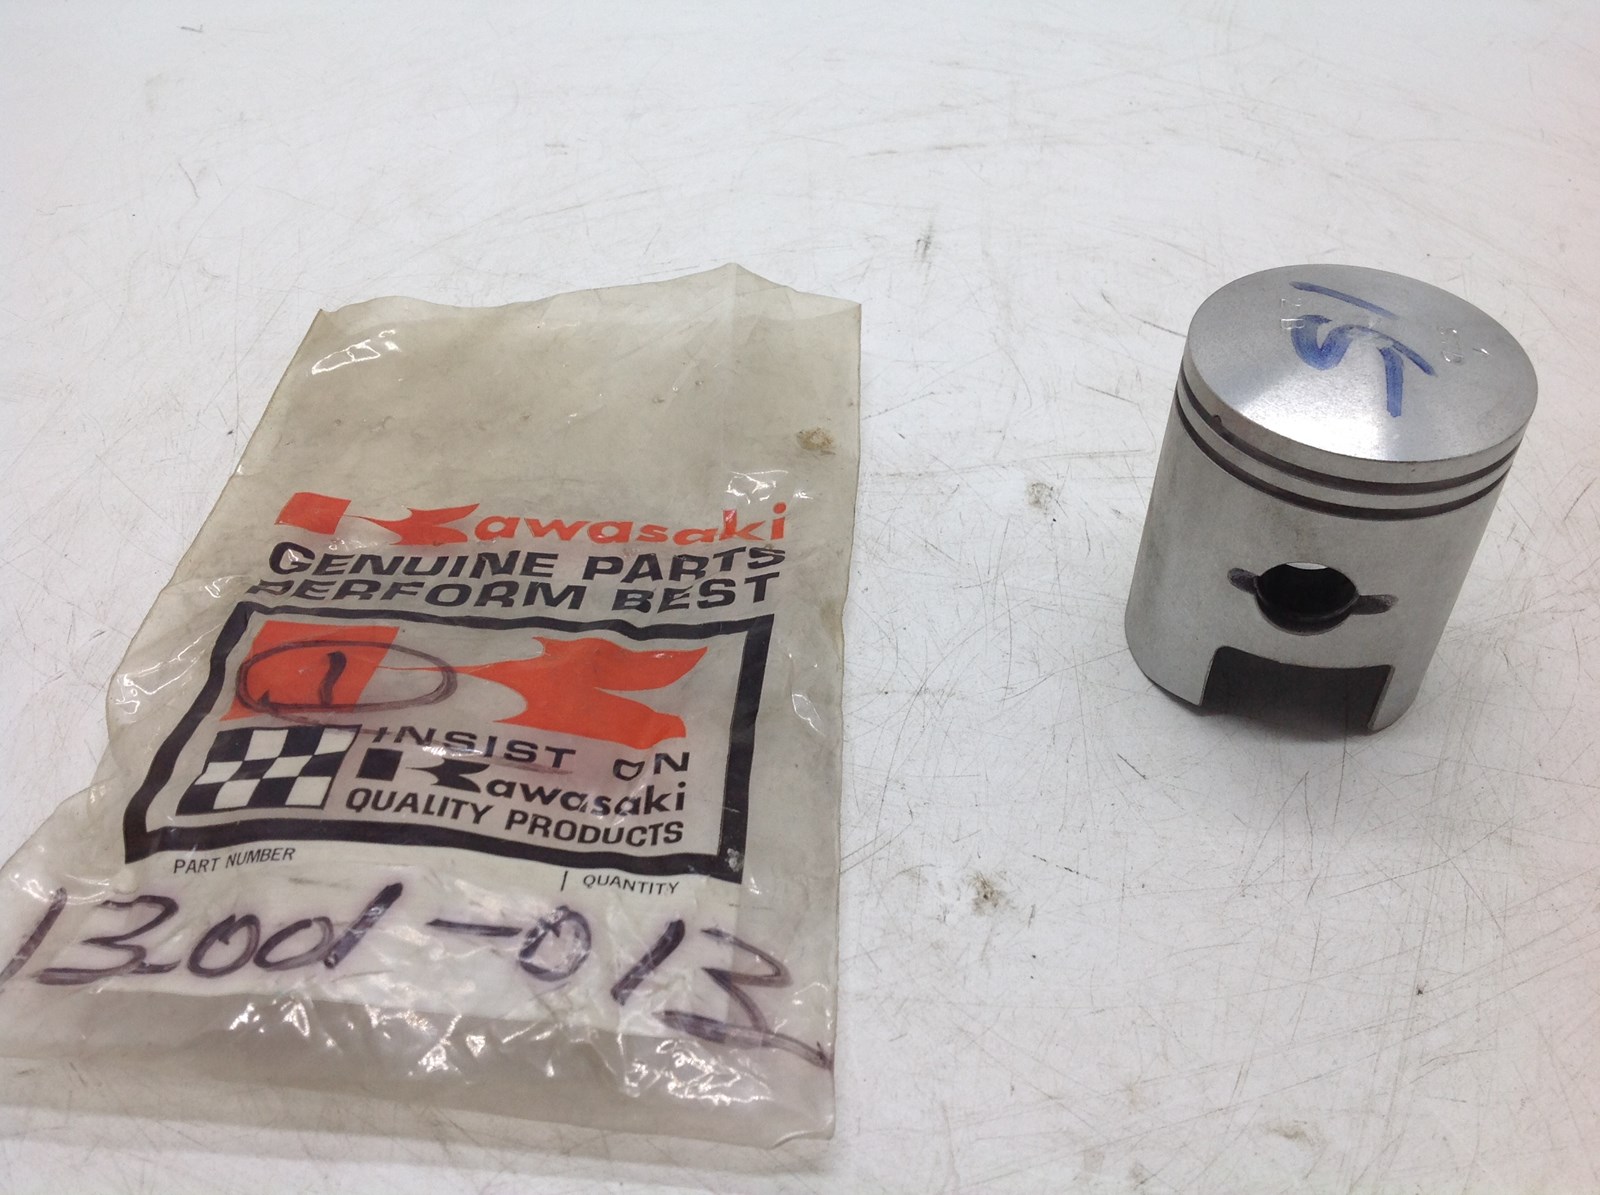 Kawasaki
GENUINE PARTS
PERFORM BEST
1
INSIST ON
Kawasaki
QUALITY PRODUCTS
PART NUMBER
QUANTITY
13001-013